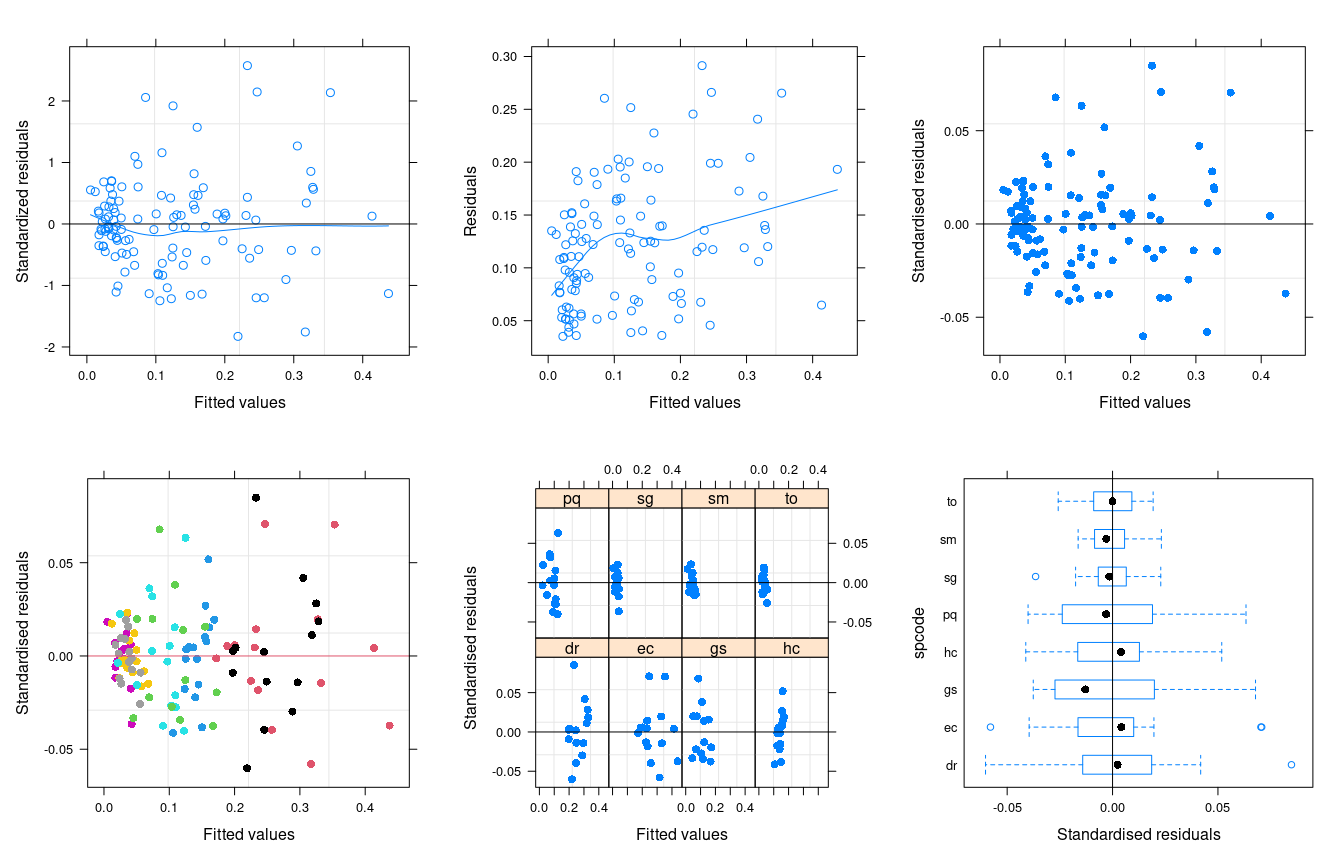 Standardized residuals
2
1
0
-1
-2
0.0 0.1 0.2 0.3 0.4
Fitted values
Residuals
0.30
0.25
0.20
0.15
0.10
0.05
0.0 0.1 0.2 0.3 0.4
Fitted values
Standardised residuals
0.05
0.00
-0.05
0.0 0.1 0.2 0.3 0.4
Fitted values
Standardised residuals
0.05
0.00
-0.05
0.0 0.1 0.2 0.3 0.4
Fitted values
0.0 0.2 0.4 0.0 0.2 0.4
pq sg sm to
0.05
0.00
-0.05
Standardised residuals
dr ec gs hc
0.05
0.00
-0.05
0.0 0.2 0.4 0.0 0.2 0.4
Fitted values
spcode
to
sm
sg
pq
hc
gs
ec
dr
-0.05 0.00 0.05
Standardised residuals